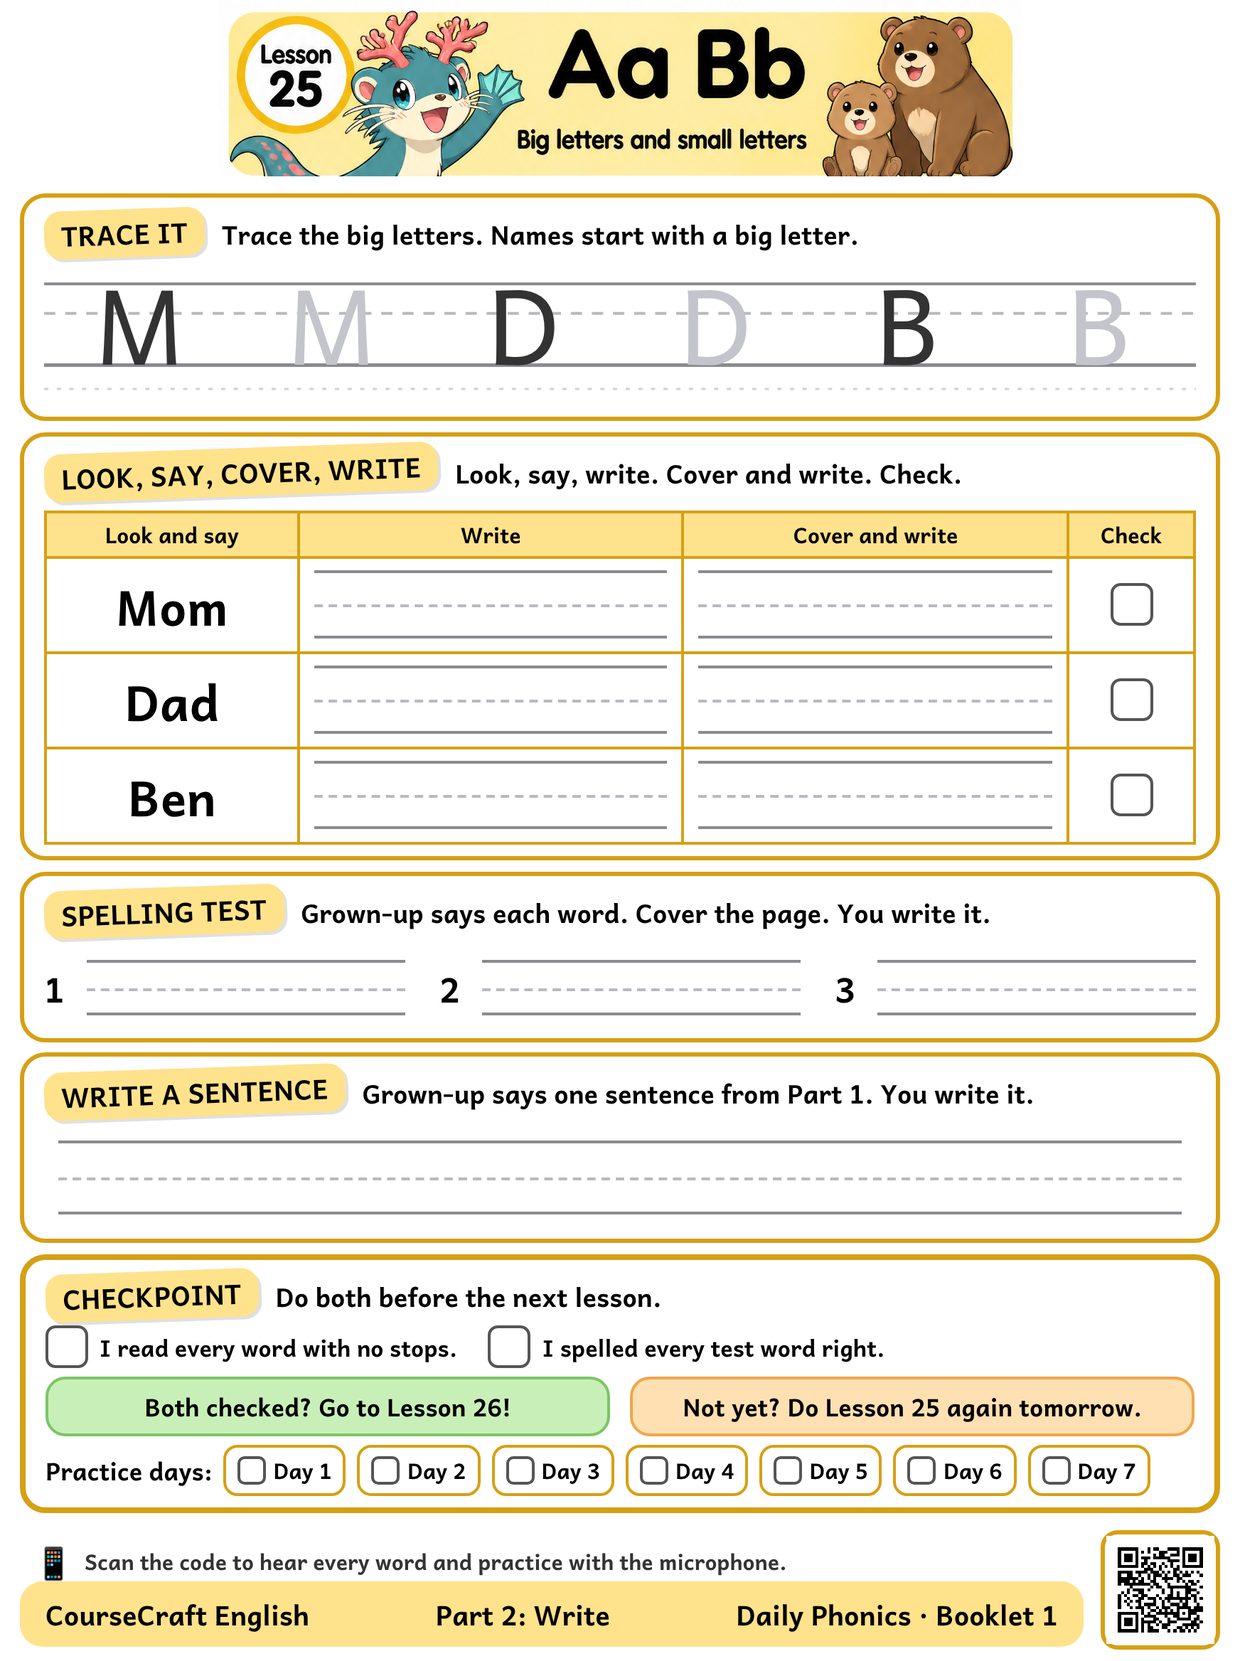 Lesson
25
Aa Bb
Big letters and small letters
TRACE IT Trace the big letters. Names start with a big letter.
M M D D B B
LOOK, SAY, COVER, WRITE Look, say, write. Cover and write. Check.
Look and say Write Cover and write Check
Mom
Dad
Ben
SPELLING TEST Grown-up says each word. Cover the page. You write it.
1 2 3
WRITE A SENTENCE Grown-up says one sentence from Part 1. You write it.
CHECKPOINT Do both before the next lesson.
I read every word with no stops. I spelled every test word right.
Both checked? Go to Lesson 26! Not yet? Do Lesson 25 again tomorrow.
Practice days: Day 1 Day 2 Day 3 Day 4 Day 5 Day 6 Day 7
Scan the code to hear every word and practice with the microphone.
CourseCraft English Part 2: Write Daily Phonics · Booklet 1